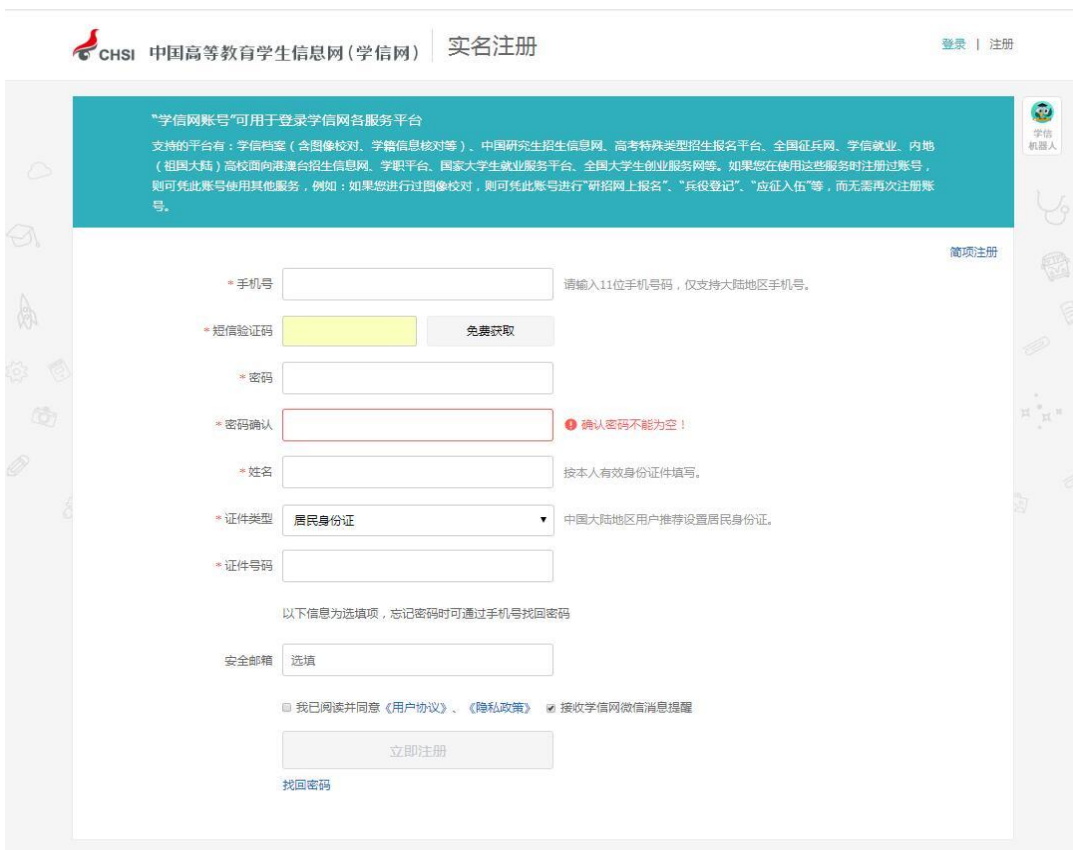 CHSI 中国高等教育学生信息网(学信网) 实名注册 登录 | 注册
"学信网账号"可用于登录学信网各服务平台
支持的平台有：学信档案（含图像校对、学籍信息核对等）、中国研究生招生信息网、高考特殊类型招生报名平台、全国征兵网、学信就业、内地
（祖国大陆）高校面向港澳台招生信息网、学职平台、国家大学生就业服务平台、全国大学生创业服务网等。如果您在使用这些服务时注册过账号，
则可凭此账号使用其他服务，例如：如果您进行过图像校对，则可凭此账号进行"研招网上报名"、"兵役登记"、"应征入伍"等，而无需再次注册账
号。
学信
机器人
简项注册
* 手机号 请输入11位手机号码，仅支持大陆地区手机号。
* 短信验证码 免费获取
* 密码
* 密码确认 确认密码不能为空！
* 姓名 按本人有效身份证件填写。
* 证件类型 居民身份证 中国大陆地区用户推荐设置居民身份证。
* 证件号码
以下信息为选填项，忘记密码时可通过手机号找回密码
安全邮箱 选填
我已阅读并同意《用户协议》、《隐私政策》 接收学信网微信消息提醒
立即注册
找回密码